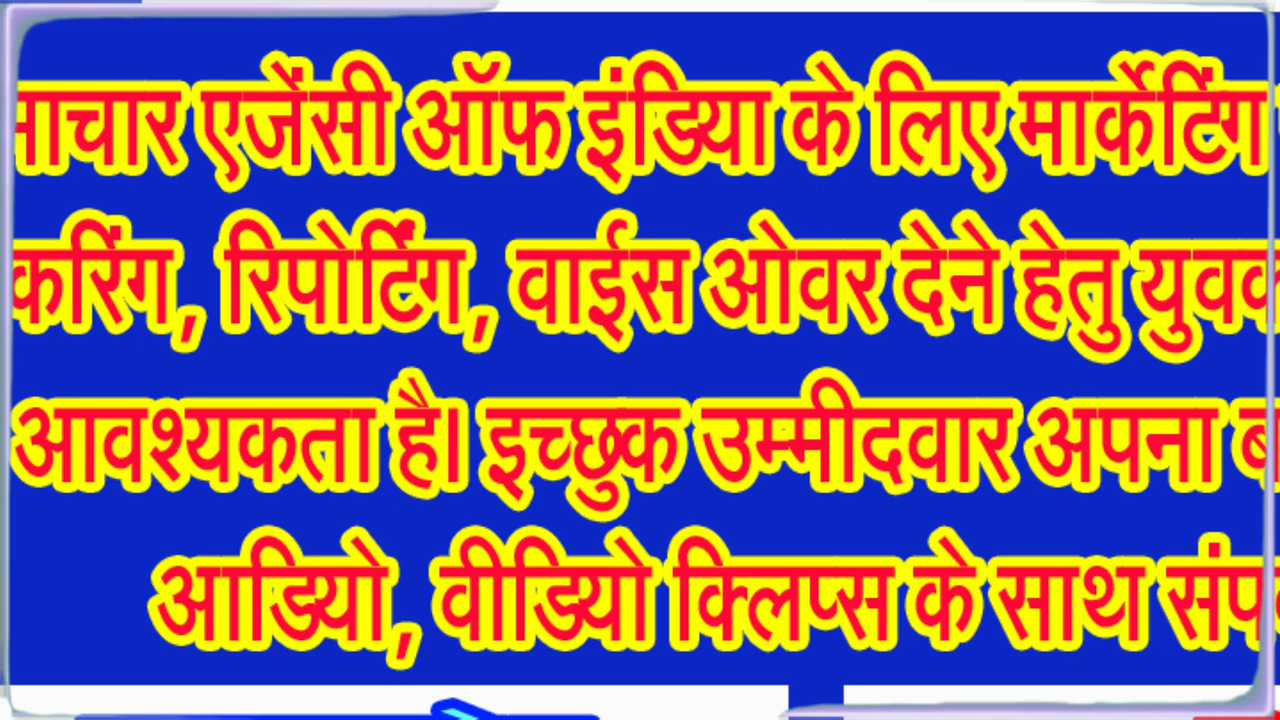 माचार एजेंसी ऑफ इंडिया के लिए मार्केटिंग
करिंग, रिपोर्टिंग, वाईस ओवर देने हेतु युवक
आवश्यकता है। इच्छुक उम्मीदवार अपना
आडियो, वीडियो क्लिप्स के साथ